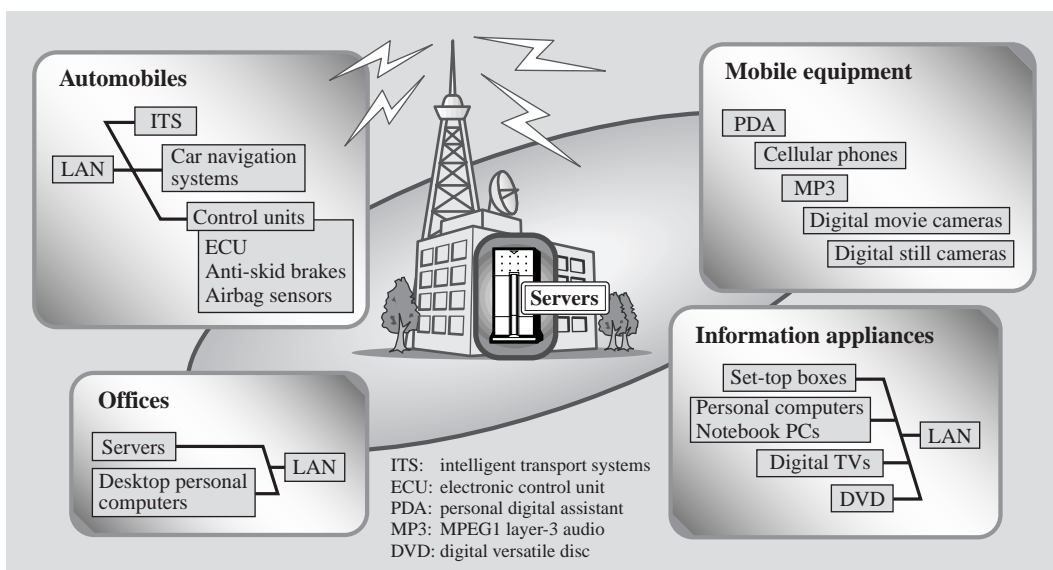 Automobiles
ITS
LAN
Car navigation
systems
Control units
ECU
Anti-skid brakes
Airbag sensors
Servers
Mobile equipment
PDA
Cellular phones
MP3
Digital movie cameras
Digital still cameras
Offices
Servers
LAN
Desktop personal
computers
Information appliances
Set-top boxes
Personal computers
Notebook PCs
LAN
Digital TVs
DVD
ITS: intelligent transport systems
ECU: electronic control unit
PDA: personal digital assistant
MP3: MPEG1 layer-3 audio
DVD: digital versatile disc